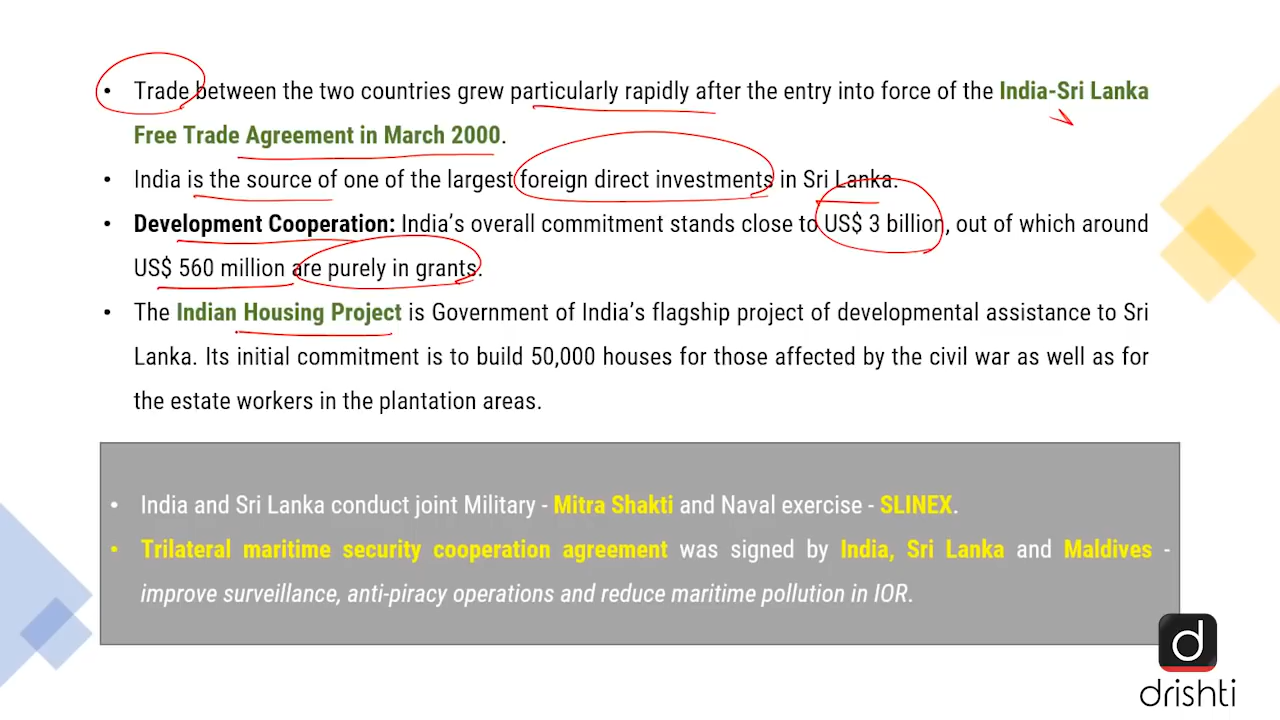 • Trade between the two countries grew particularly rapidly after the entry into force of the India-Sri Lanka
Free Trade Agreement in March 2000.
• India is the source of one of the largest foreign direct investments in Sri Lanka.
• Development Cooperation: India's overall commitment stands close to US$ 3 billion, out of which around
US$ 560 million are purely in grants.
• The Indian Housing Project is Government of India's flagship project of developmental assistance to Sri
Lanka. Its initial commitment is to build 50,000 houses for those affected by the civil war as well as for
the estate workers in the plantation areas.
• India and Sri Lanka conduct joint Military - Mitra Shakti and Naval exercise - SLINEX.
• Trilateral maritime security cooperation agreement was signed by India, Sri Lanka and Maldives -
improve surveillance, anti-piracy operations and reduce maritime pollution in IOR.
d
drishti